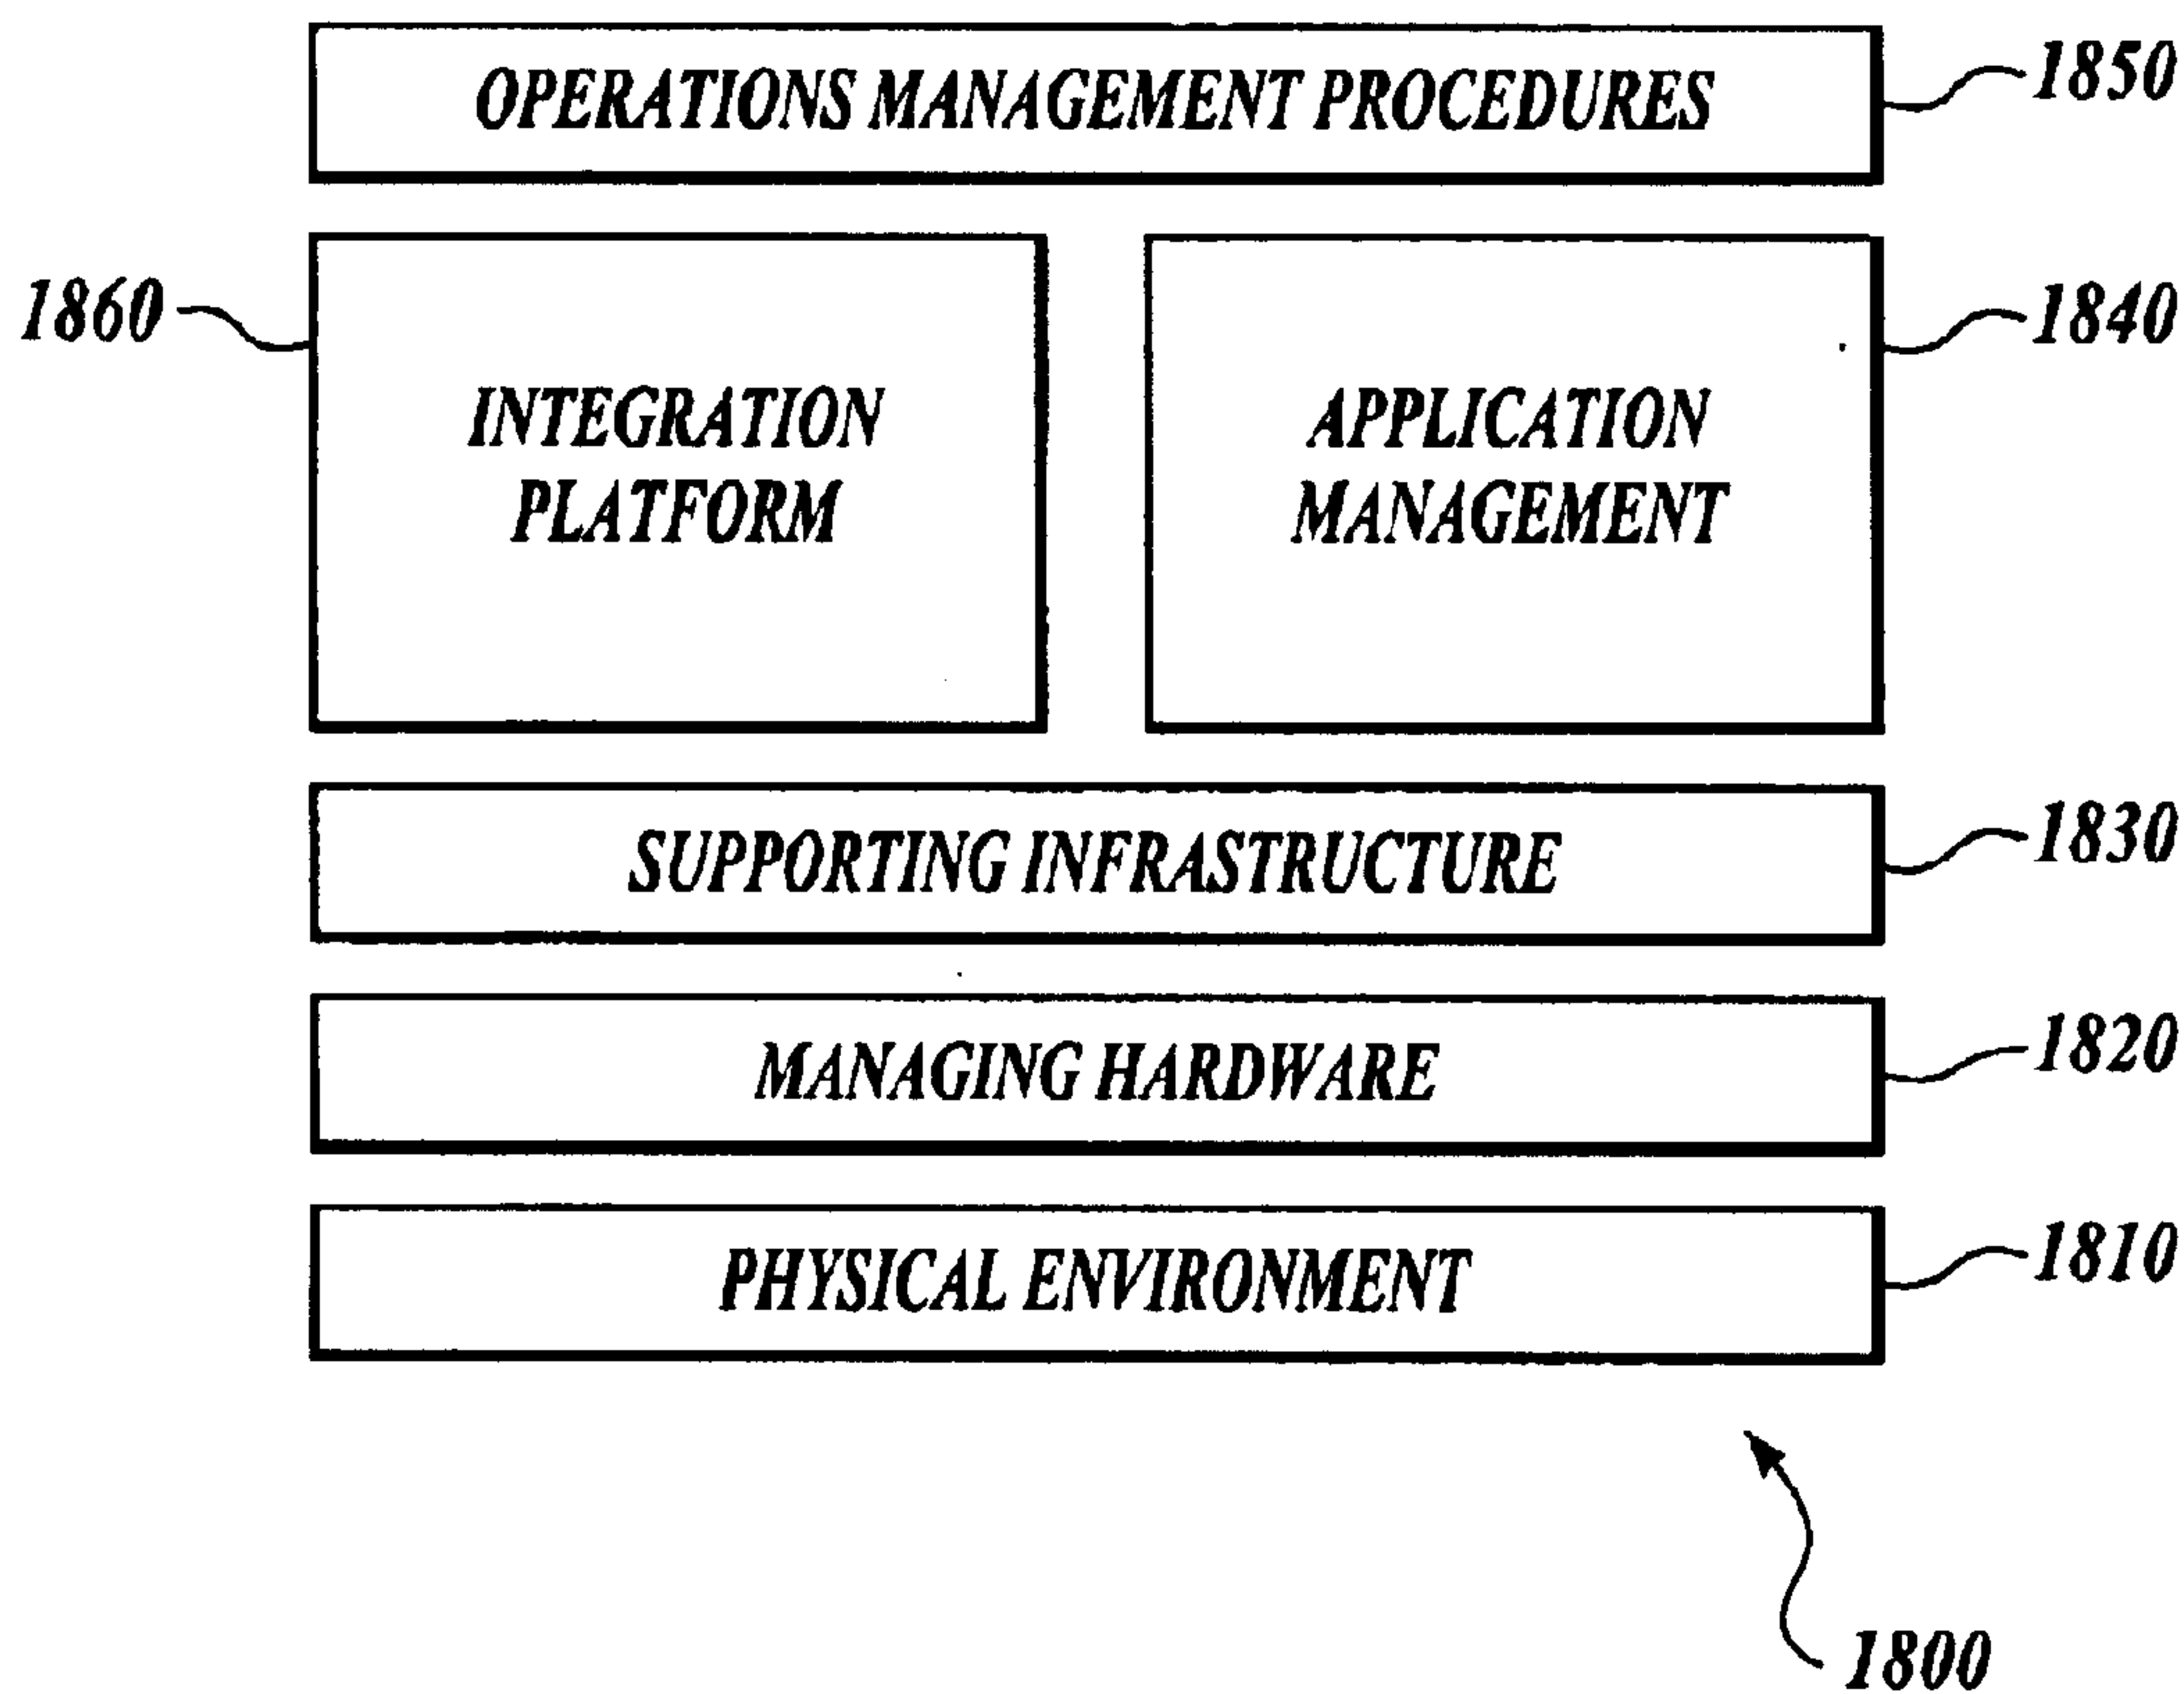 OPERATIONS MANAGEMENT PROCEDURES
1850
1860
INTEGRATION
PLATFORM
APPLICATION
MANAGEMENT
1840
SUPPORTING INFRASTRUCTURE
1830
MANAGING HARDWARE
1820
PHYSICAL ENVIRONMENT
1810
1800